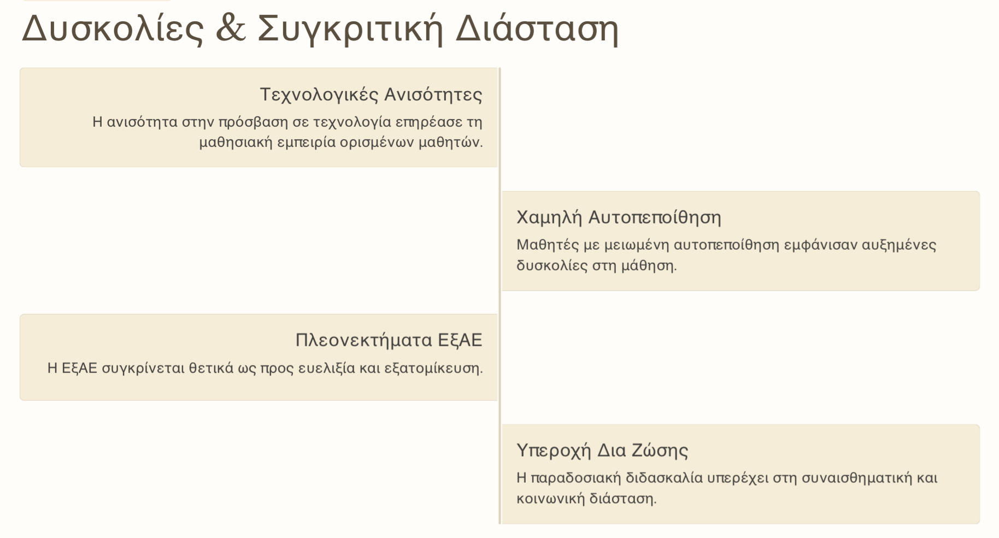 Δυσκολίες & Συγκριτική Διάσταση
Τεχνολογικές Ανισότητες
Η ανισότητα στην πρόσβαση σε τεχνολογία επηρέασε τη
μαθησιακή εμπειρία ορισμένων μαθητών.
Χαμηλή Αυτοπεποίθηση
Μαθητές με μειωμένη αυτοπεποίθηση εμφάνισαν αυξημένες
δυσκολίες στη μάθηση.
Πλεονεκτήματα ΕξΑΕ
Η ΕξΑΕ συγκρίνεται θετικά ως προς ευελιξία και εξατομίκευση.
Υπεροχή Δια Ζώσης
Η παραδοσιακή διδασκαλία υπερέχει στη συναισθηματική και
κοινωνική διάσταση.